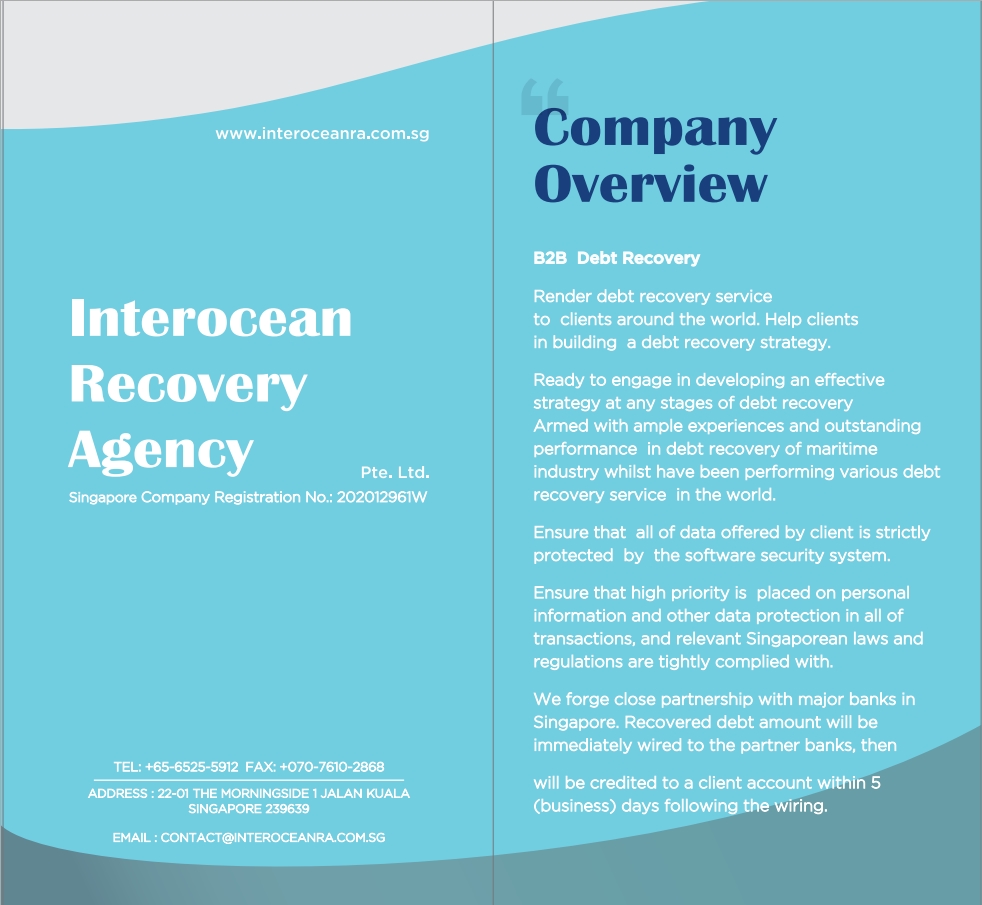 www.interoceanra.com.sg
Interocean
Recovery
Agency
Pte. Ltd.
Singapore Company Registration No.: 202012961W
TEL: +65-6525-5912  FAX: +070-7610-2868
ADDRESS : 22-01 THE MORNINGSIDE 1 JALAN KUALA
SINGAPORE 239639
EMAIL : CONTACT@INTEROCEANRA.COM.SG
“
Company
Overview
B2B  Debt Recovery
Render debt recovery service
to  clients around the world. Help clients
in building  a debt recovery strategy.
Ready to engage in developing an effective
strategy at any stages of debt recovery
Armed with ample experiences and outstanding
performance  in debt recovery of maritime
industry whilst have been performing various debt
recovery service  in the world.
Ensure that  all of data offered by client is strictly
protected  by  the software security system.
Ensure that high priority is  placed on personal
information and other data protection in all of
transactions, and relevant Singaporean laws and
regulations are tightly complied with.
We forge close partnership with major banks in
Singapore. Recovered debt amount will be
immediately wired to the partner banks, then
will be credited to a client account within 5
(business) days following the wiring.